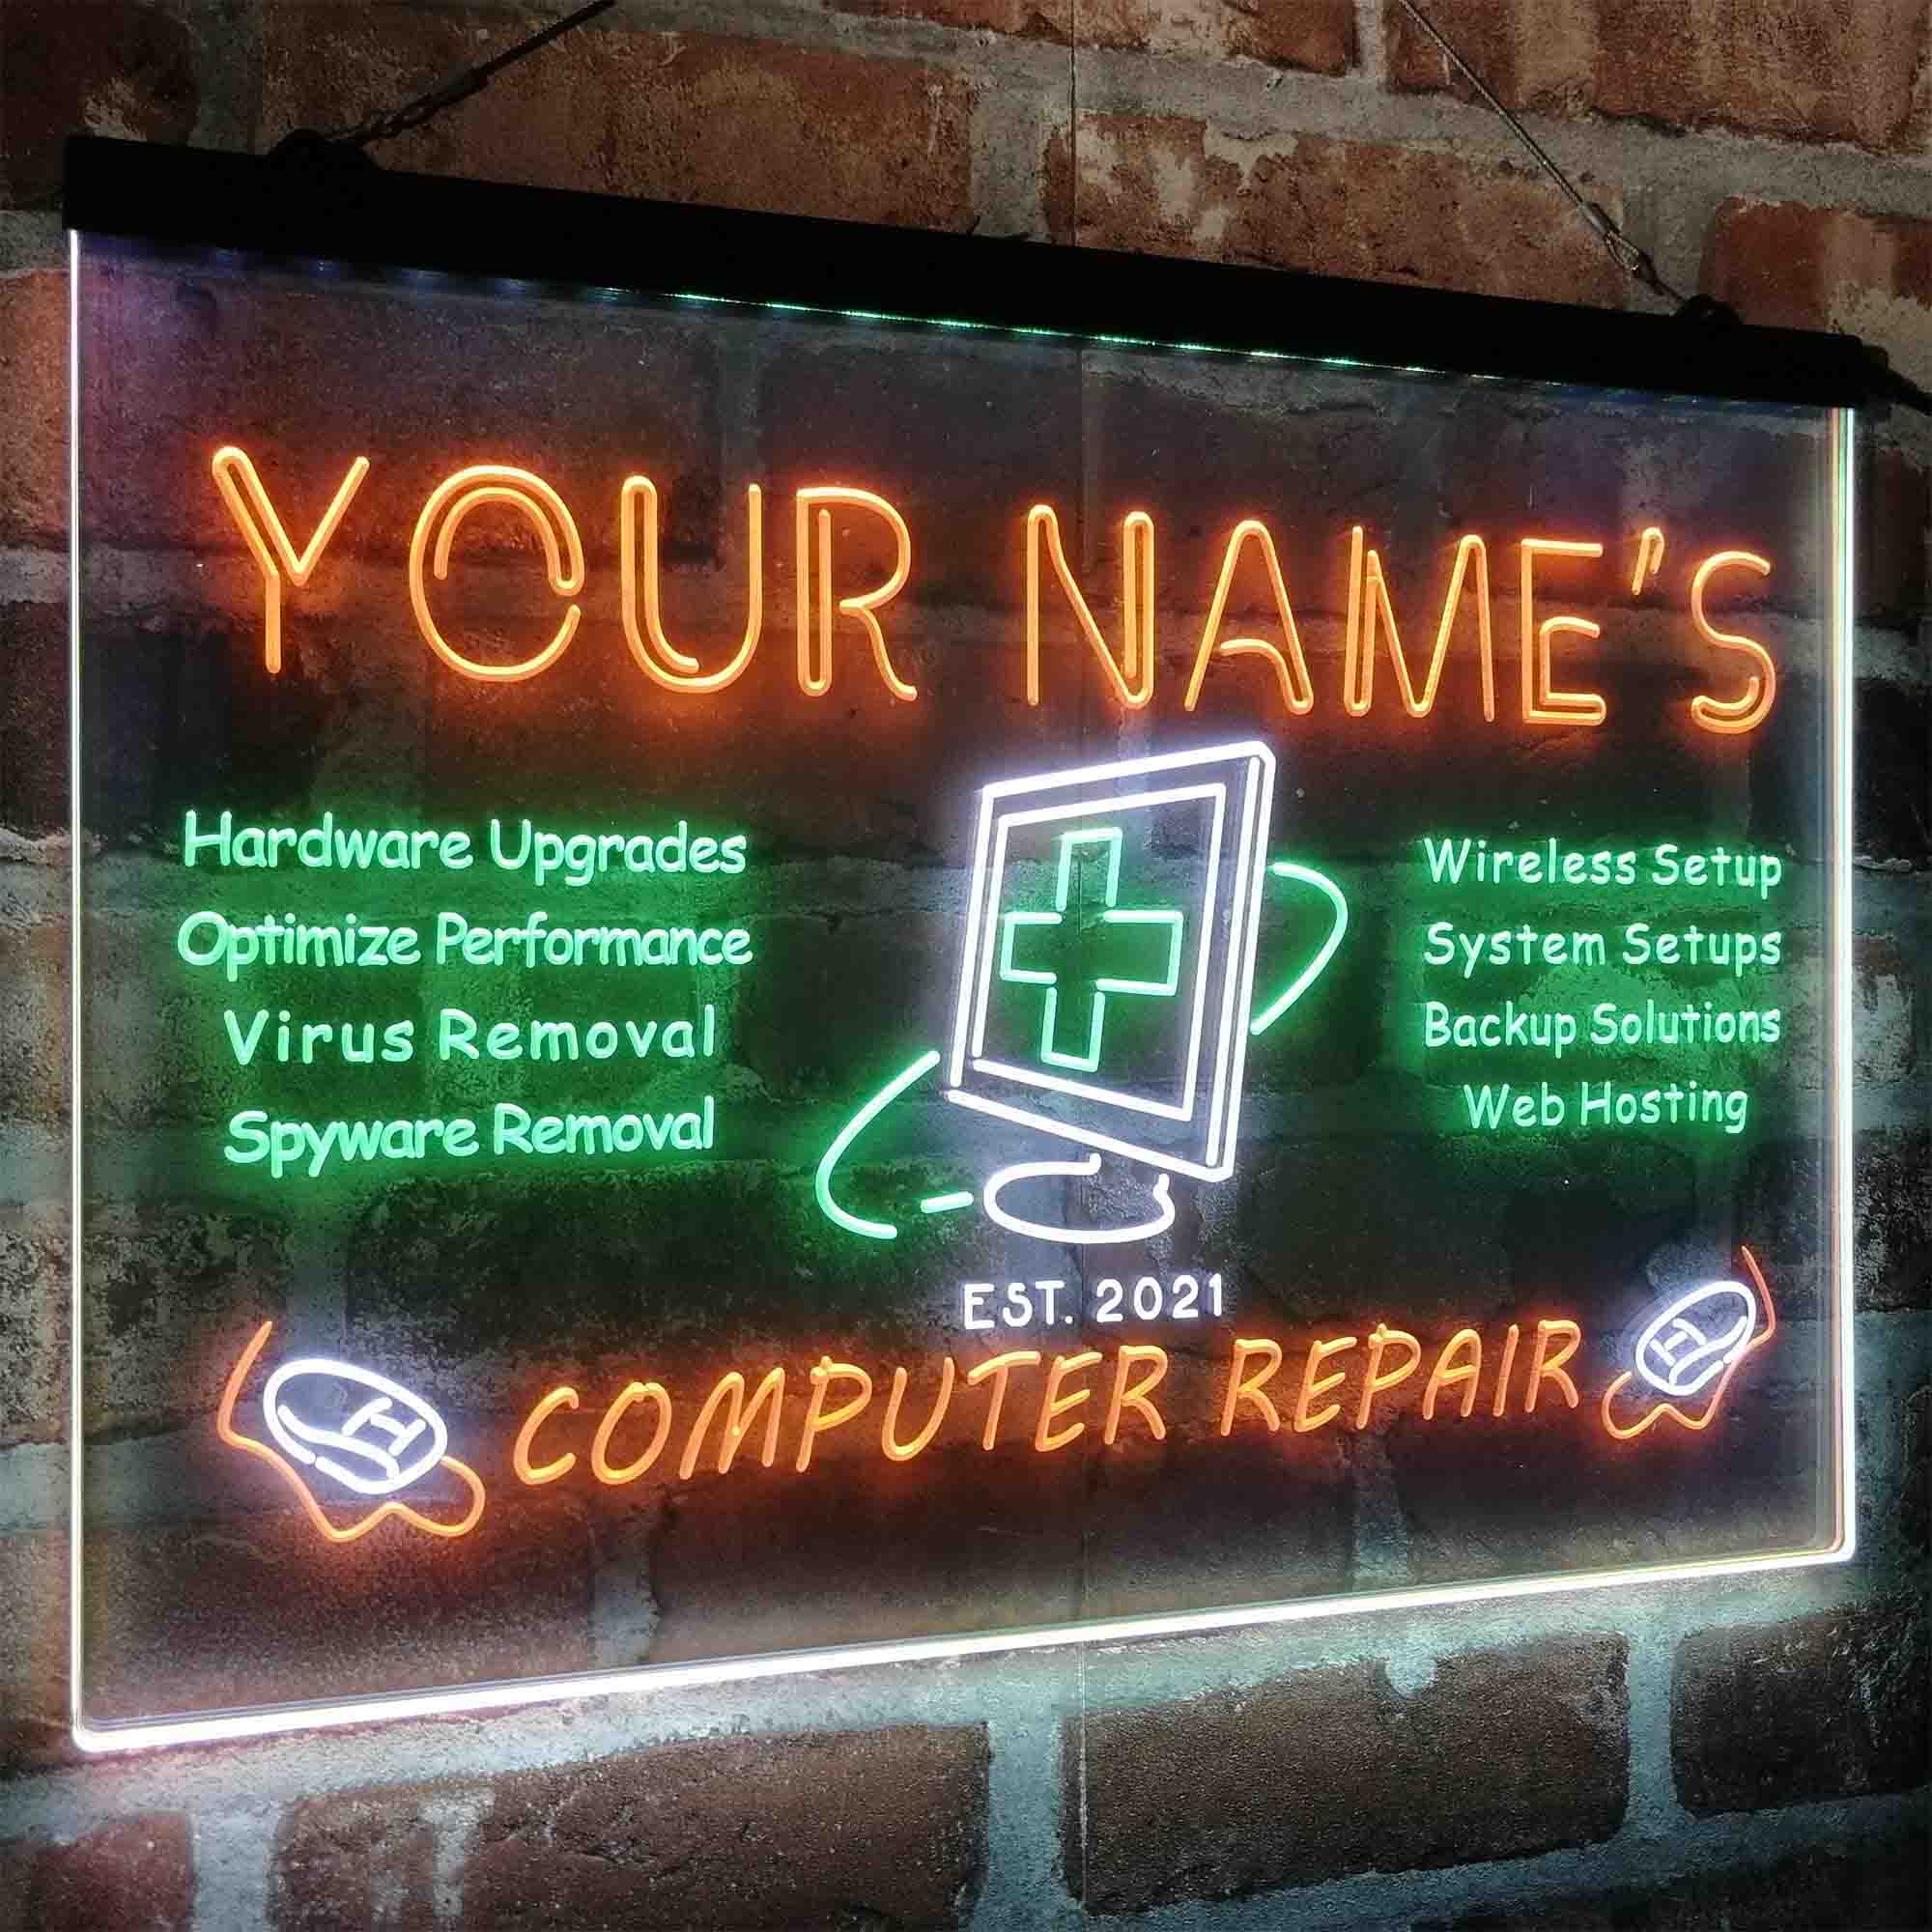 YOUR NAME'S
Hardware Upgrades
Optimize Performance
Virus Removal
Spyware Removal
Wireless Setup
System Setups
Backup Solutions
Web Hosting
EST. 2021
COMPUTER REPAIR